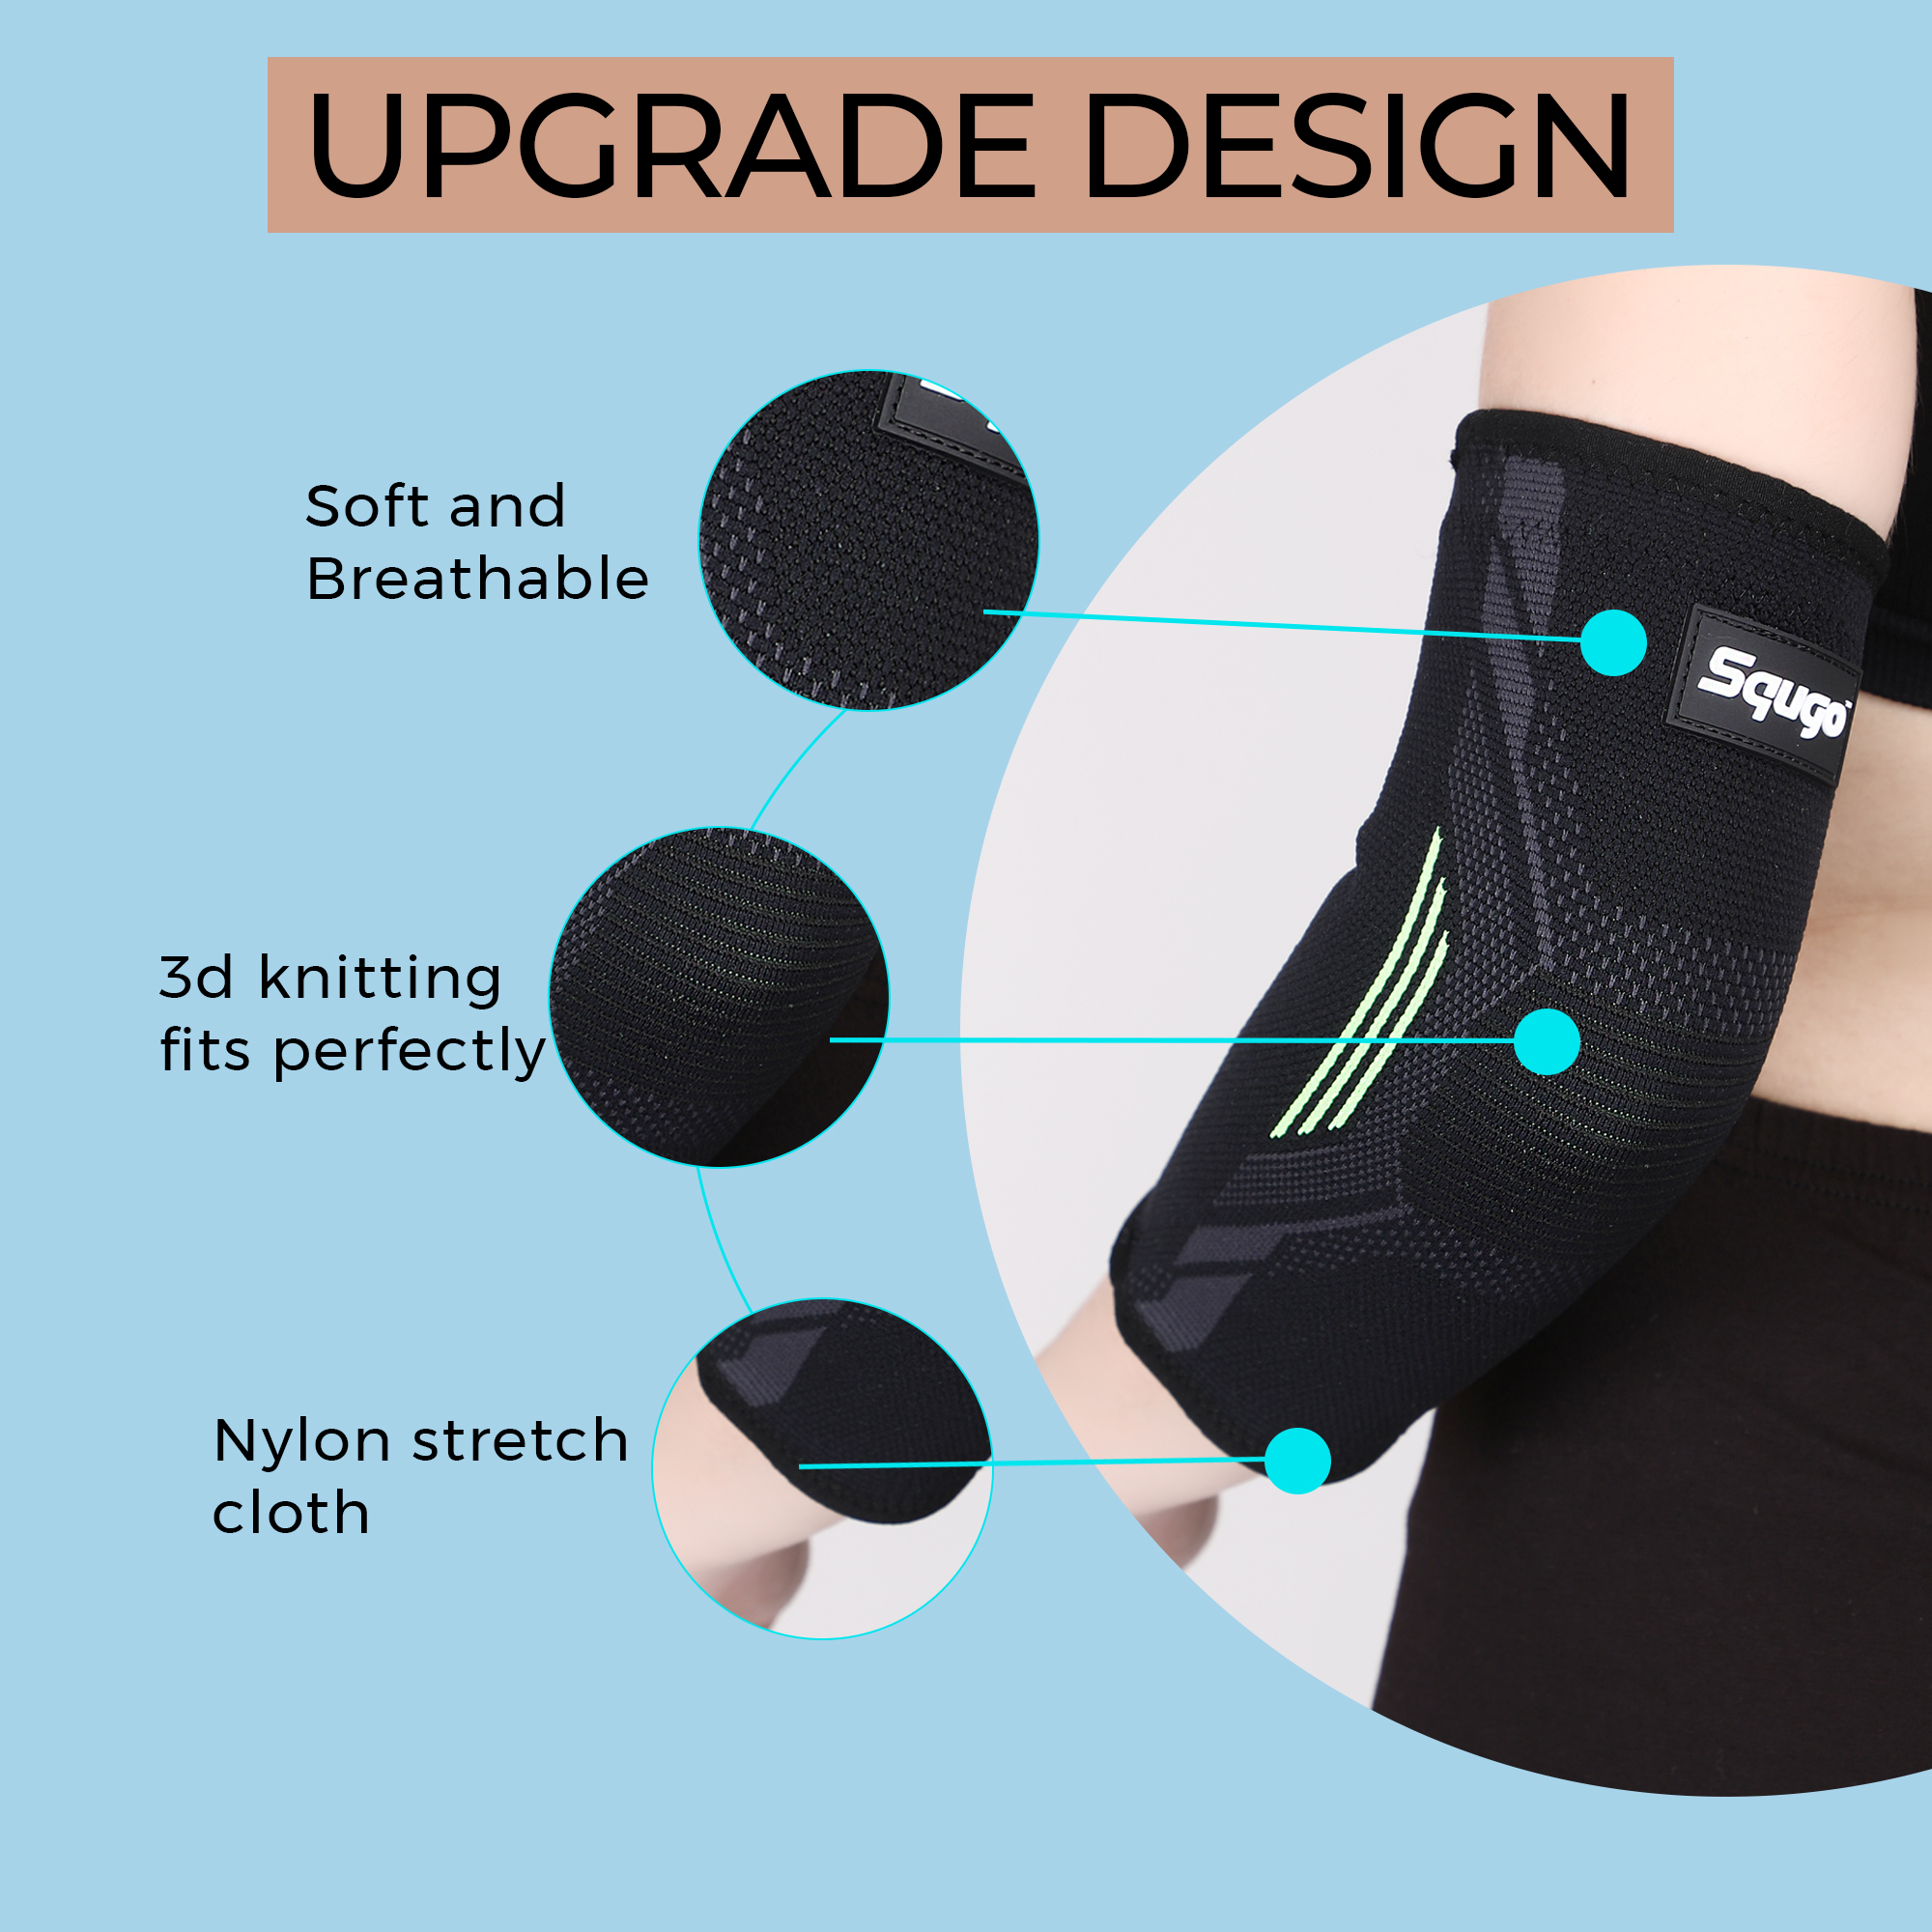 UPGRADE DESIGN
Soft and
Breathable
Squgo
3d knitting
fits perfectly
Nylon stretch
cloth